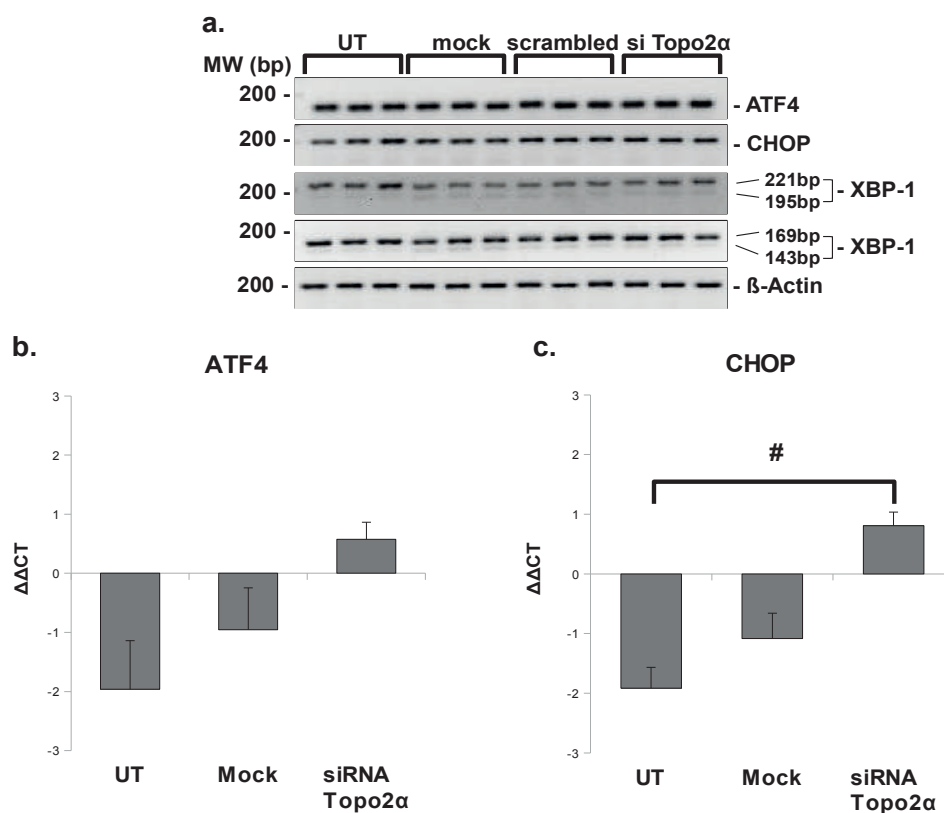 a.
UT mock scrambled si Topo2α
MW (bp)
200 - - ATF4
200 - - CHOP
200 - 221bp 195bp - XBP-1
200 - 169bp 143bp - XBP-1
200 - - ß-Actin
b.
ATF4
3
2
1
0
-1
-2
-3
ΔΔCT
UT Mock siRNA
Topo2α
c.
CHOP
3
2
1
0
-1
-2
-3
ΔΔCT
#
UT Mock siRNA
Topo2α